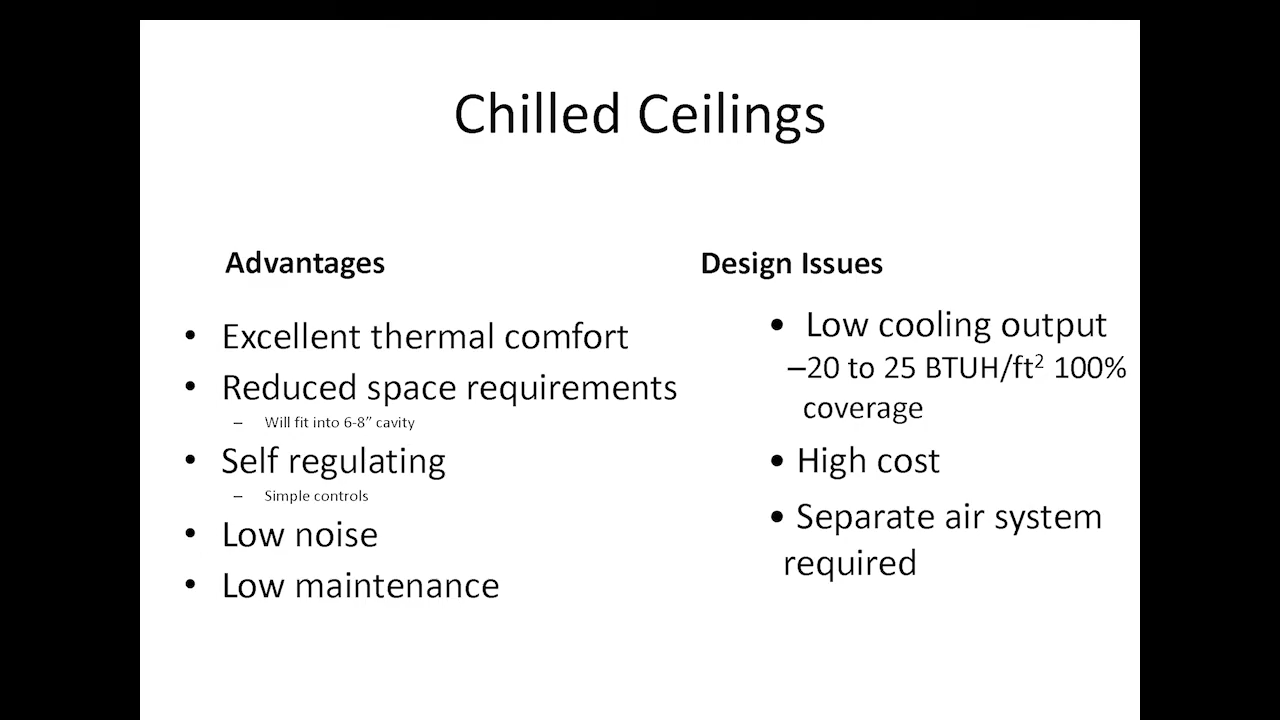 Chilled Ceilings
Advantages
• Excellent thermal comfort
• Reduced space requirements
– Will fit into 6-8” cavity
• Self regulating
– Simple controls
• Low noise
• Low maintenance
Design Issues
• Low cooling output
–20 to 25 BTUH/ft² 100%
coverage
• High cost
• Separate air system
required